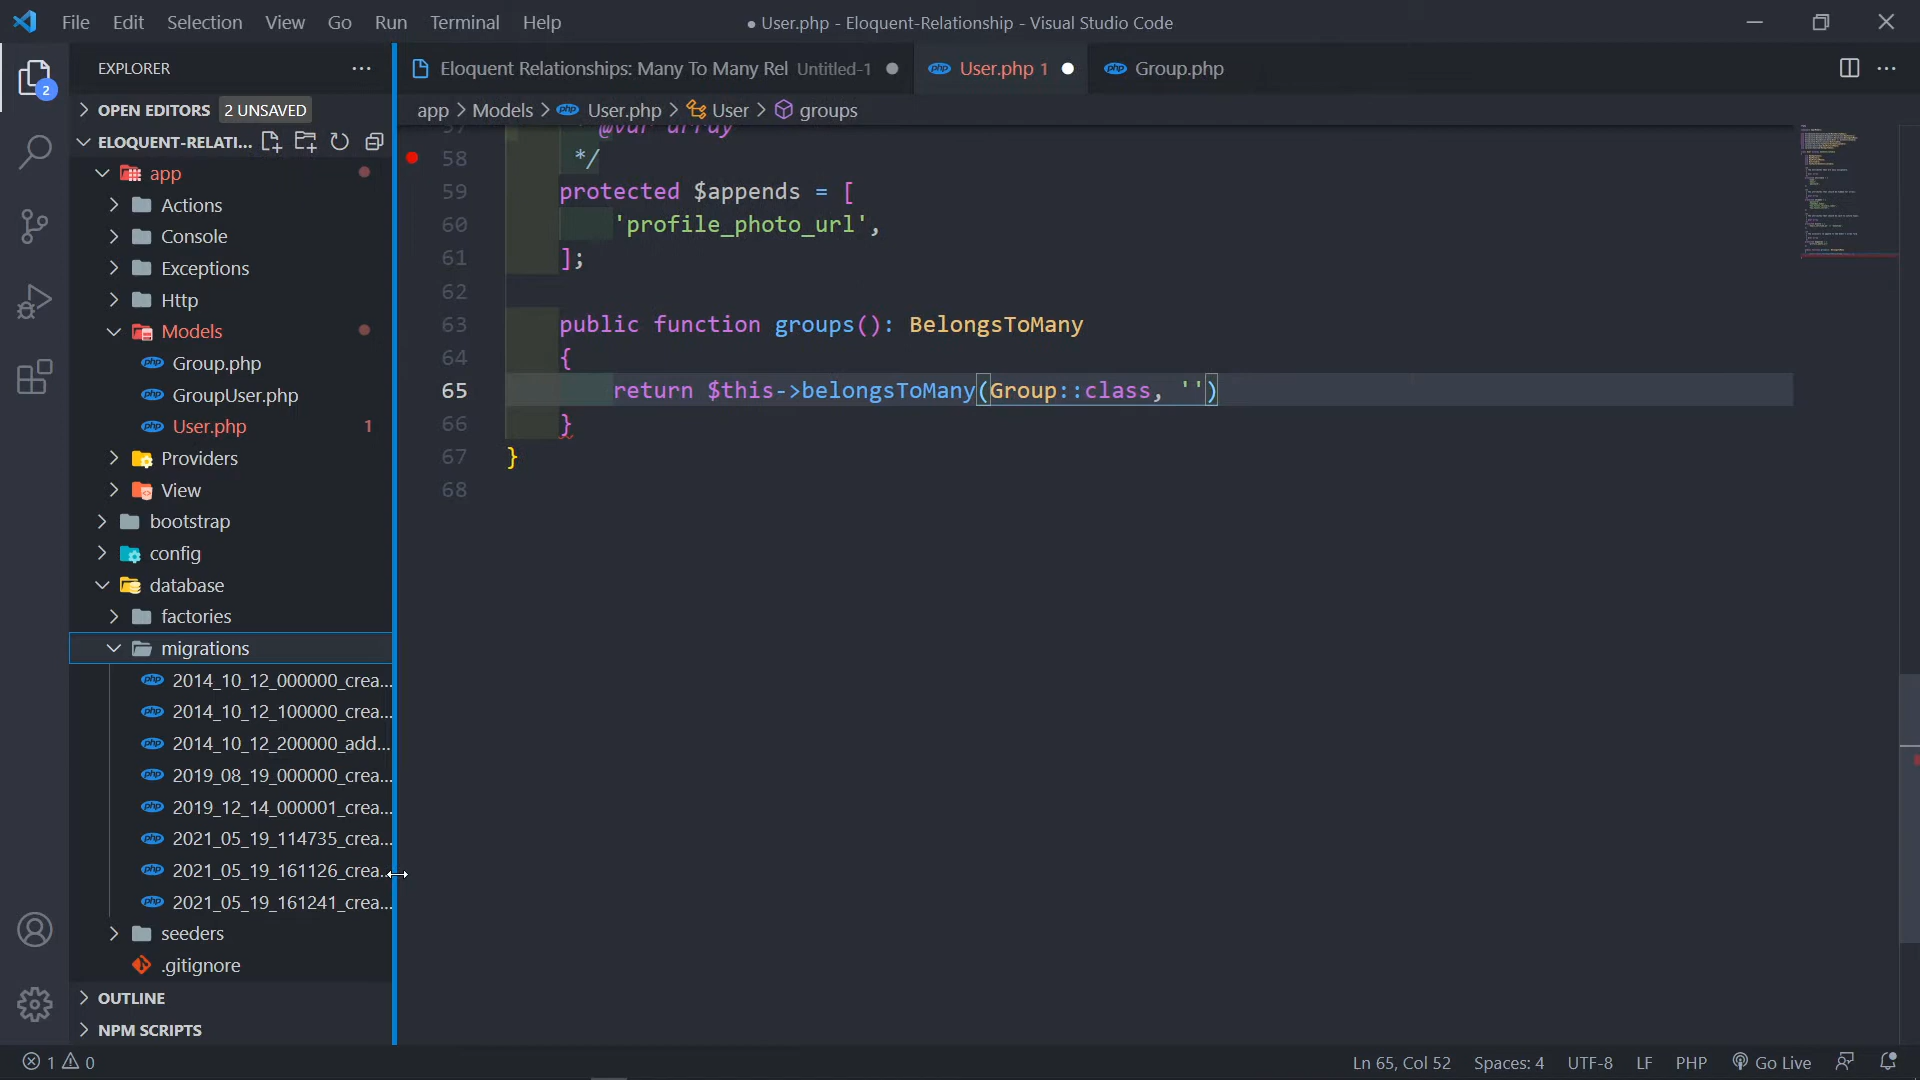 File Edit Selection View Go Run Terminal Help
● User.php - Eloquent-Relationship - Visual Studio Code
EXPLORER
Eloquent Relationships: Many To Many Rel Untitled-1
User.php 1
Group.php
OPEN EDITORS 2 UNSAVED
app > Models > User.php > User > groups
ELOQUENT-RELATI...
2
app
Actions
Console
Exceptions
Http
Models
Group.php
GroupUser.php
User.php 1
Providers
View
bootstrap
config
database
factories
migrations
2014_10_12_000000_crea...
2014_10_12_100000_crea...
2014_10_12_200000_add...
2019_08_19_000000_crea...
2019_12_14_000001_crea...
2021_05_19_114735_crea...
2021_05_19_161126_crea...
2021_05_19_161241_crea...
seeders
.gitignore
OUTLINE
NPM SCRIPTS
57 * @var array
58 */
59 protected $appends = [
60 'profile_photo_url',
61 ];
62
63 public function groups(): BelongsToMany
64 {
65 return $this->belongsToMany(Group::class, '')
66 }
67 }
68
1 0
Ln 65, Col 52 Spaces: 4 UTF-8 LF PHP Go Live